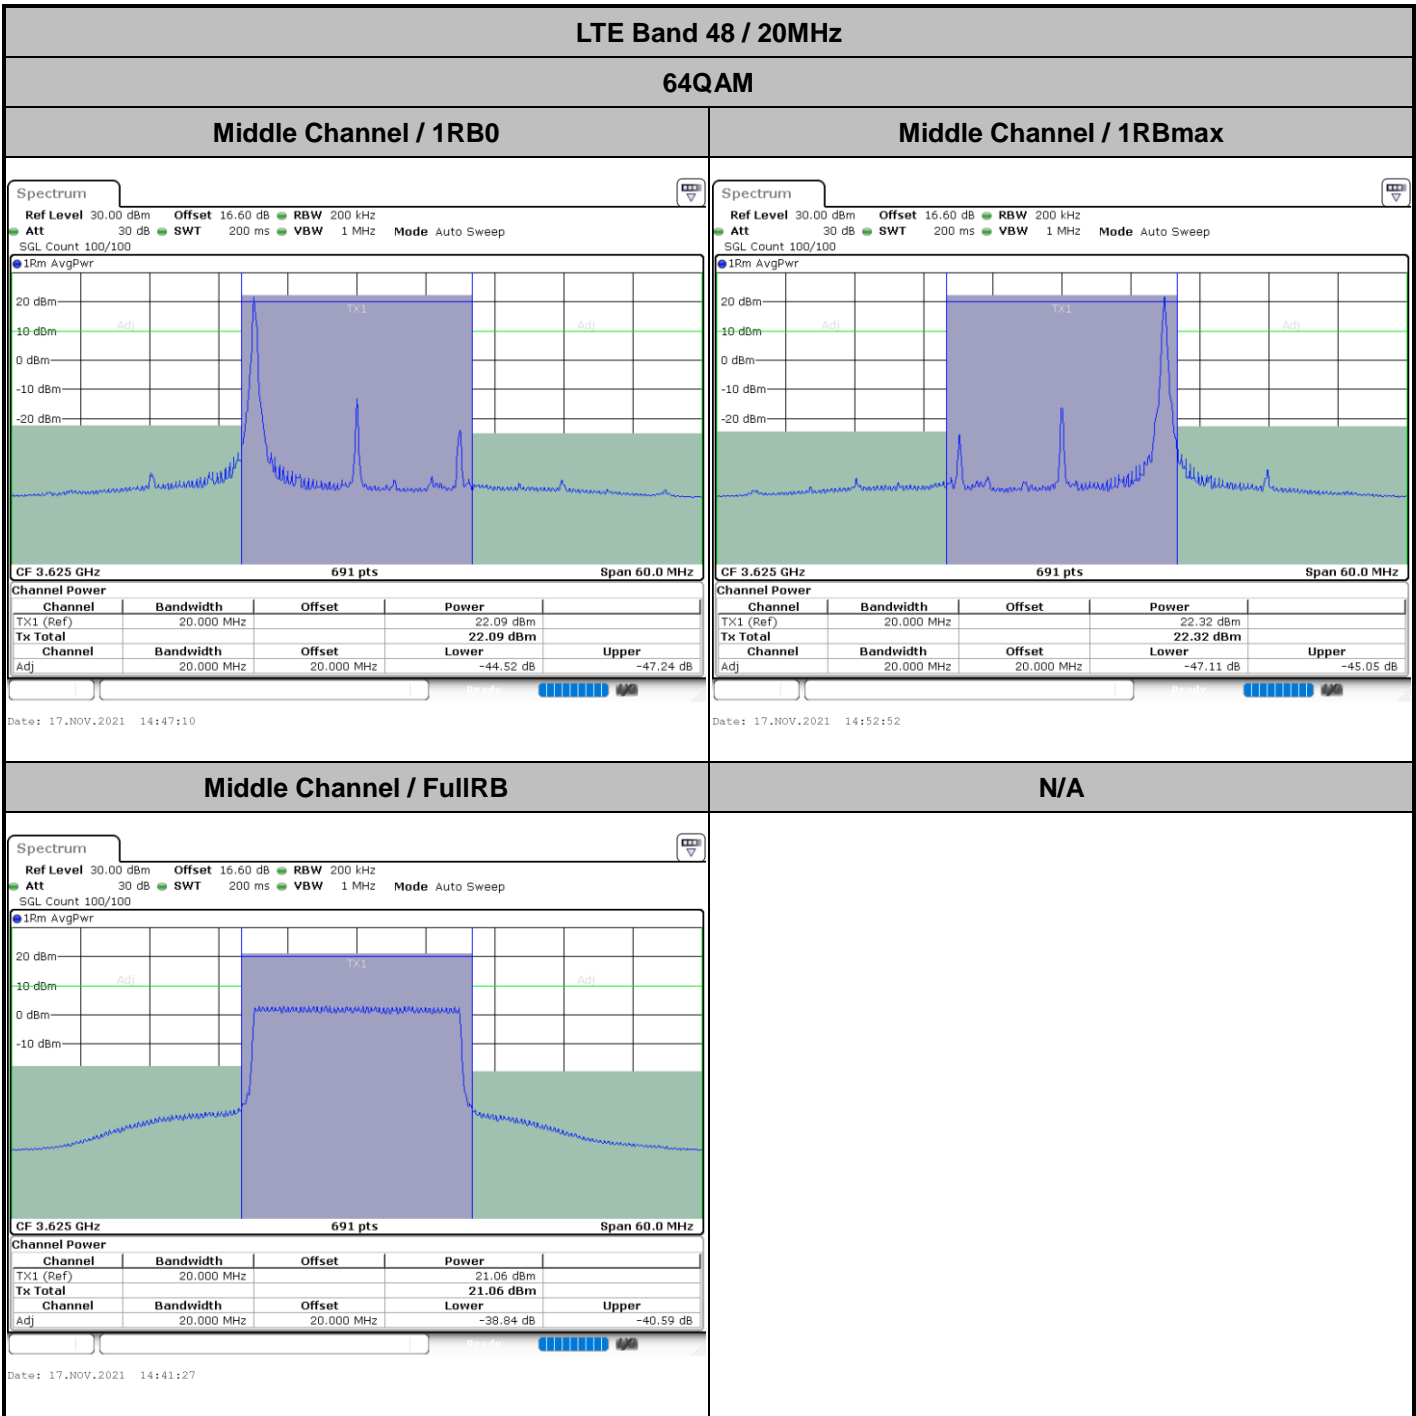 LTE Band 48 / 20MHz
64QAM
Middle Channel / 1RB0
Middle Channel / 1RBmax
Spectrum
Ref Level 30.00 dBm Offset 16.60 dB RBW 200 kHz
Att 30 dB SWT 200 ms VBW 1 MHz Mode Auto Sweep
SGL Count 100/100
1Rm AvgPwr
20 dBm
TX1
Adj
Adj
10 dBm
0 dBm
-10 dBm
-20 dBm
CF 3.625 GHz 691 pts Span 60.0 MHz
Channel Power
Channel Bandwidth Offset Power
TX1 (Ref) 20.000 MHz 22.09 dBm
Tx Total 22.09 dBm
Channel Bandwidth Offset Lower Upper
Adj 20.000 MHz 20.000 MHz -44.52 dB -47.24 dB
Ready
Date: 17.NOV.2021 14:47:10
Spectrum
Ref Level 30.00 dBm Offset 16.60 dB RBW 200 kHz
Att 30 dB SWT 200 ms VBW 1 MHz Mode Auto Sweep
SGL Count 100/100
1Rm AvgPwr
20 dBm
TX1
Adj
Adj
10 dBm
0 dBm
-10 dBm
-20 dBm
CF 3.625 GHz 691 pts Span 60.0 MHz
Channel Power
Channel Bandwidth Offset Power
TX1 (Ref) 20.000 MHz 22.32 dBm
Tx Total 22.32 dBm
Channel Bandwidth Offset Lower Upper
Adj 20.000 MHz 20.000 MHz -47.11 dB -45.05 dB
Ready
Date: 17.NOV.2021 14:52:52
Middle Channel / FullRB
N/A
Spectrum
Ref Level 30.00 dBm Offset 16.60 dB RBW 200 kHz
Att 30 dB SWT 200 ms VBW 1 MHz Mode Auto Sweep
SGL Count 100/100
1Rm AvgPwr
20 dBm
TX1
Adj
Adj
10 dBm
0 dBm
-10 dBm
CF 3.625 GHz 691 pts Span 60.0 MHz
Channel Power
Channel Bandwidth Offset Power
TX1 (Ref) 20.000 MHz 21.06 dBm
Tx Total 21.06 dBm
Channel Bandwidth Offset Lower Upper
Adj 20.000 MHz 20.000 MHz -38.84 dB -40.59 dB
Ready
Date: 17.NOV.2021 14:41:27